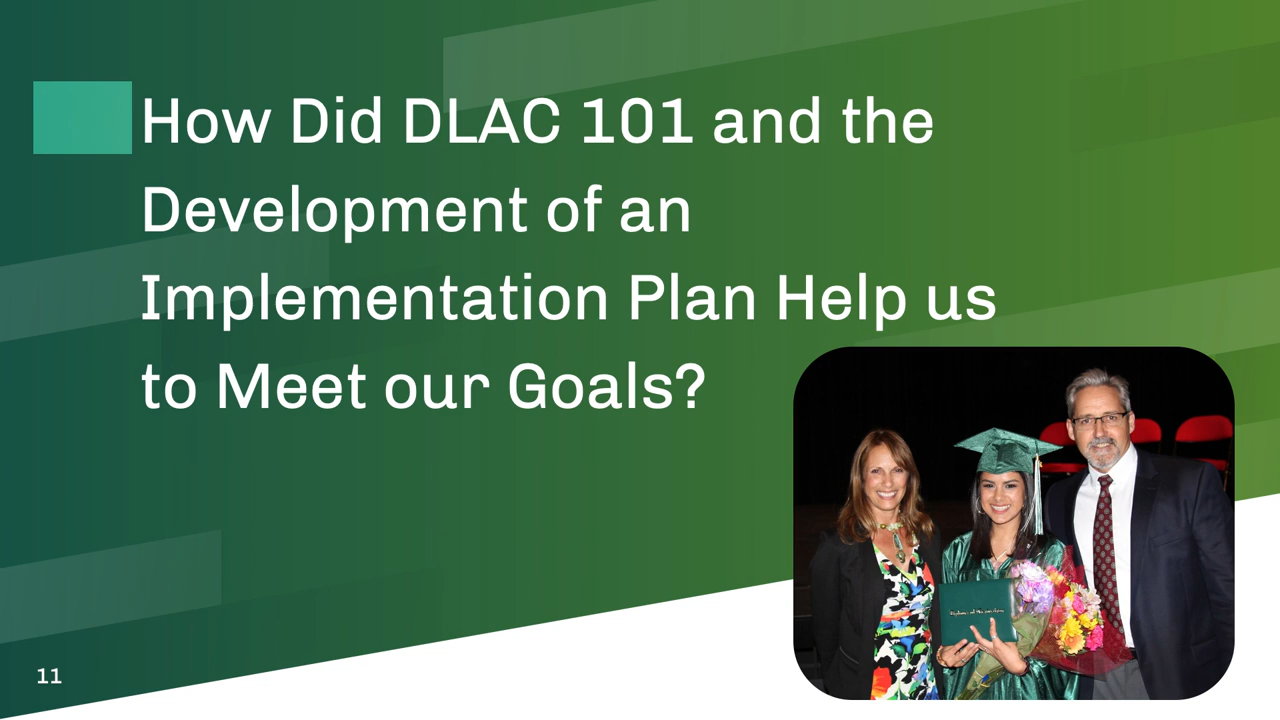 How Did DLAC 101 and the
Development of an
Implementation Plan Help us
to Meet our Goals?
11